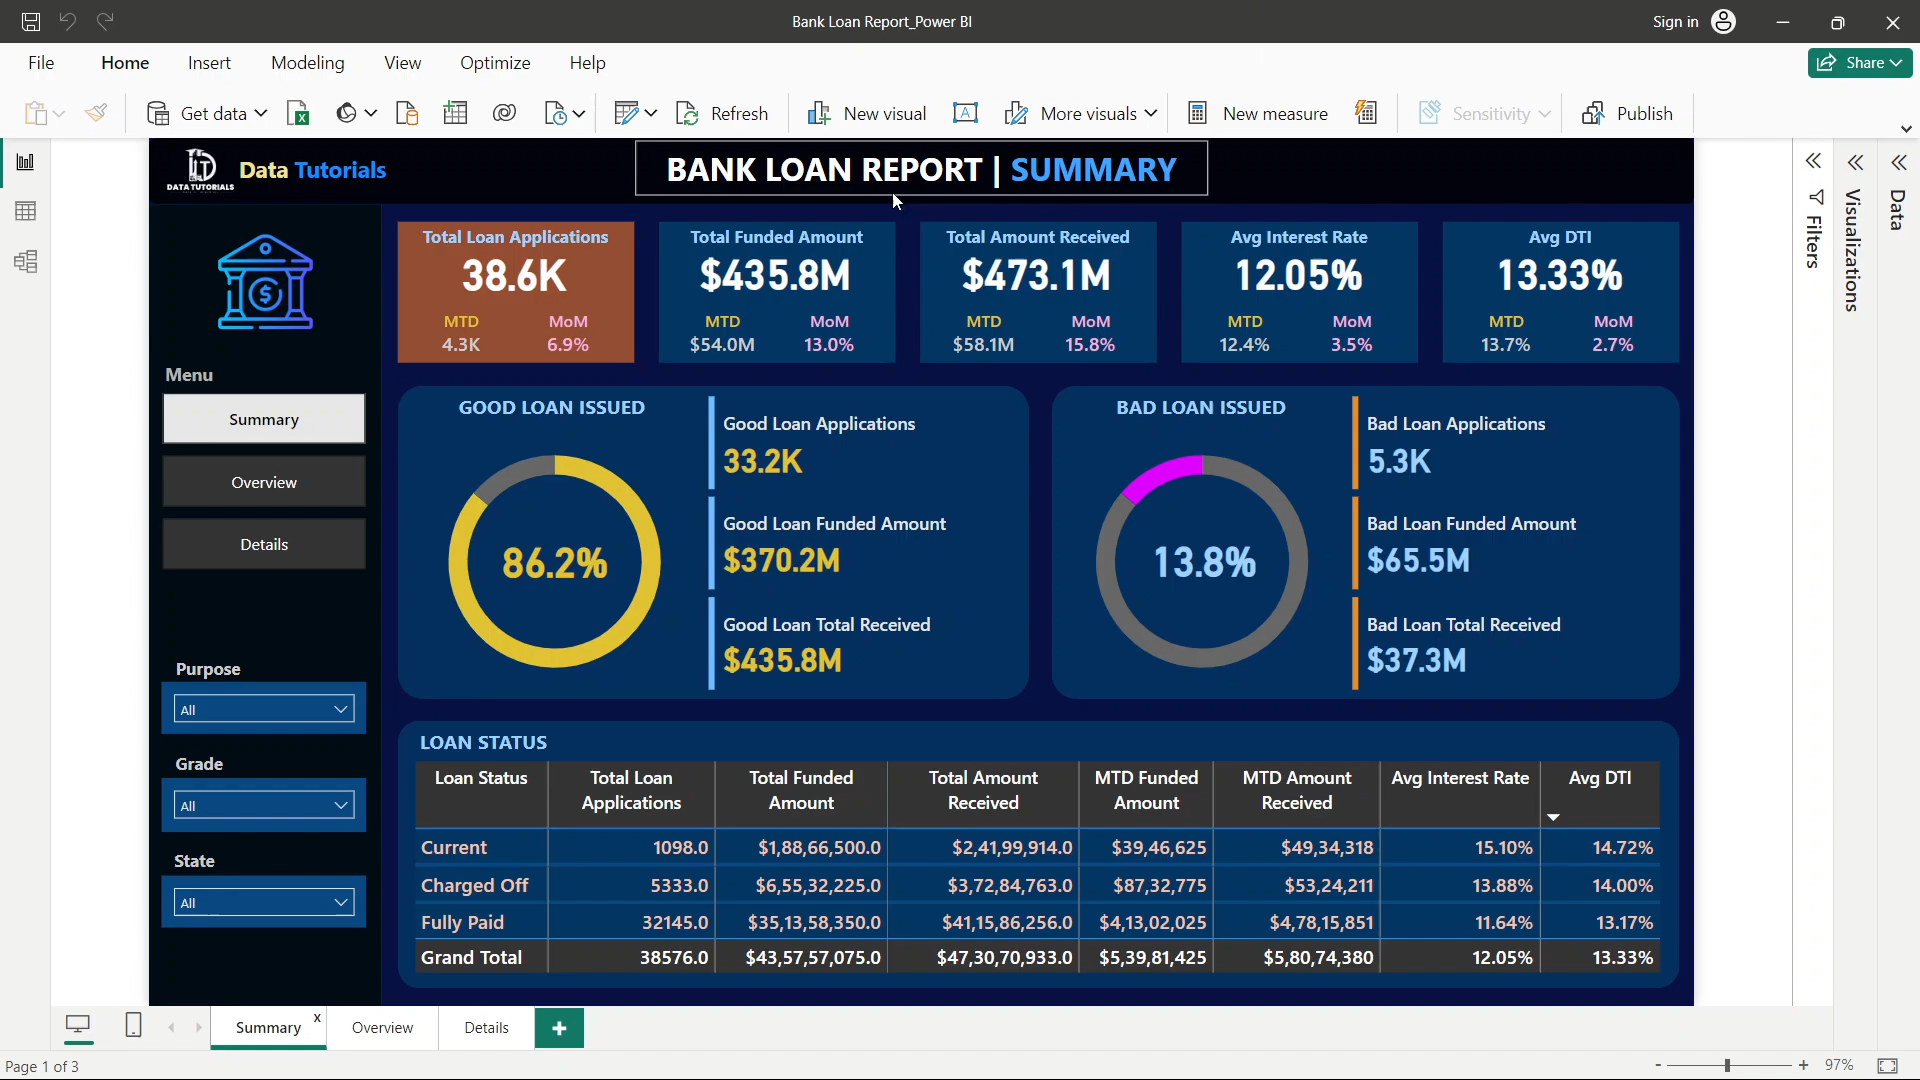 Bank Loan Report_Power BI
Sign in
File Home Insert Modeling View Optimize Help
Share
Get data
Refresh
New visual
A
More visuals
New measure
Sensitivity
Publish
DATA TUTORIALS
Data Tutorials
BANK LOAN REPORT | SUMMARY
Filters
Visualizations
Data
Menu
Summary
Overview
Details
Purpose
All
Grade
All
State
All
Total Loan Applications
38.6K
MTD MoM
4.3K 6.9%
Total Funded Amount
$435.8M
MTD MoM
$54.0M 13.0%
Total Amount Received
$473.1M
MTD MoM
$58.1M 15.8%
Avg Interest Rate
12.05%
MTD MoM
12.4% 3.5%
Avg DTI
13.33%
MTD MoM
13.7% 2.7%
GOOD LOAN ISSUED
86.2%
Good Loan Applications
33.2K
Good Loan Funded Amount
$370.2M
Good Loan Total Received
$435.8M
BAD LOAN ISSUED
13.8%
Bad Loan Applications
5.3K
Bad Loan Funded Amount
$65.5M
Bad Loan Total Received
$37.3M
LOAN STATUS
Loan Status Total Loan Total Funded Total Amount MTD Funded MTD Amount Avg Interest Rate Avg DTI
Applications Amount Received Amount Received
Current 1098.0 $1,88,66,500.0 $2,41,99,914.0 $39,46,625 $49,34,318 15.10% 14.72%
Charged Off 5333.0 $6,55,32,225.0 $3,72,84,763.0 $87,32,775 $53,24,211 13.88% 14.00%
Fully Paid 32145.0 $35,13,58,350.0 $41,15,86,256.0 $4,13,02,025 $4,78,15,851 11.64% 13.17%
Grand Total 38576.0 $43,57,57,075.0 $47,30,70,933.0 $5,39,81,425 $5,80,74,380 12.05% 13.33%
Summary x
Overview
Details
+
Page 1 of 3
- + 97%